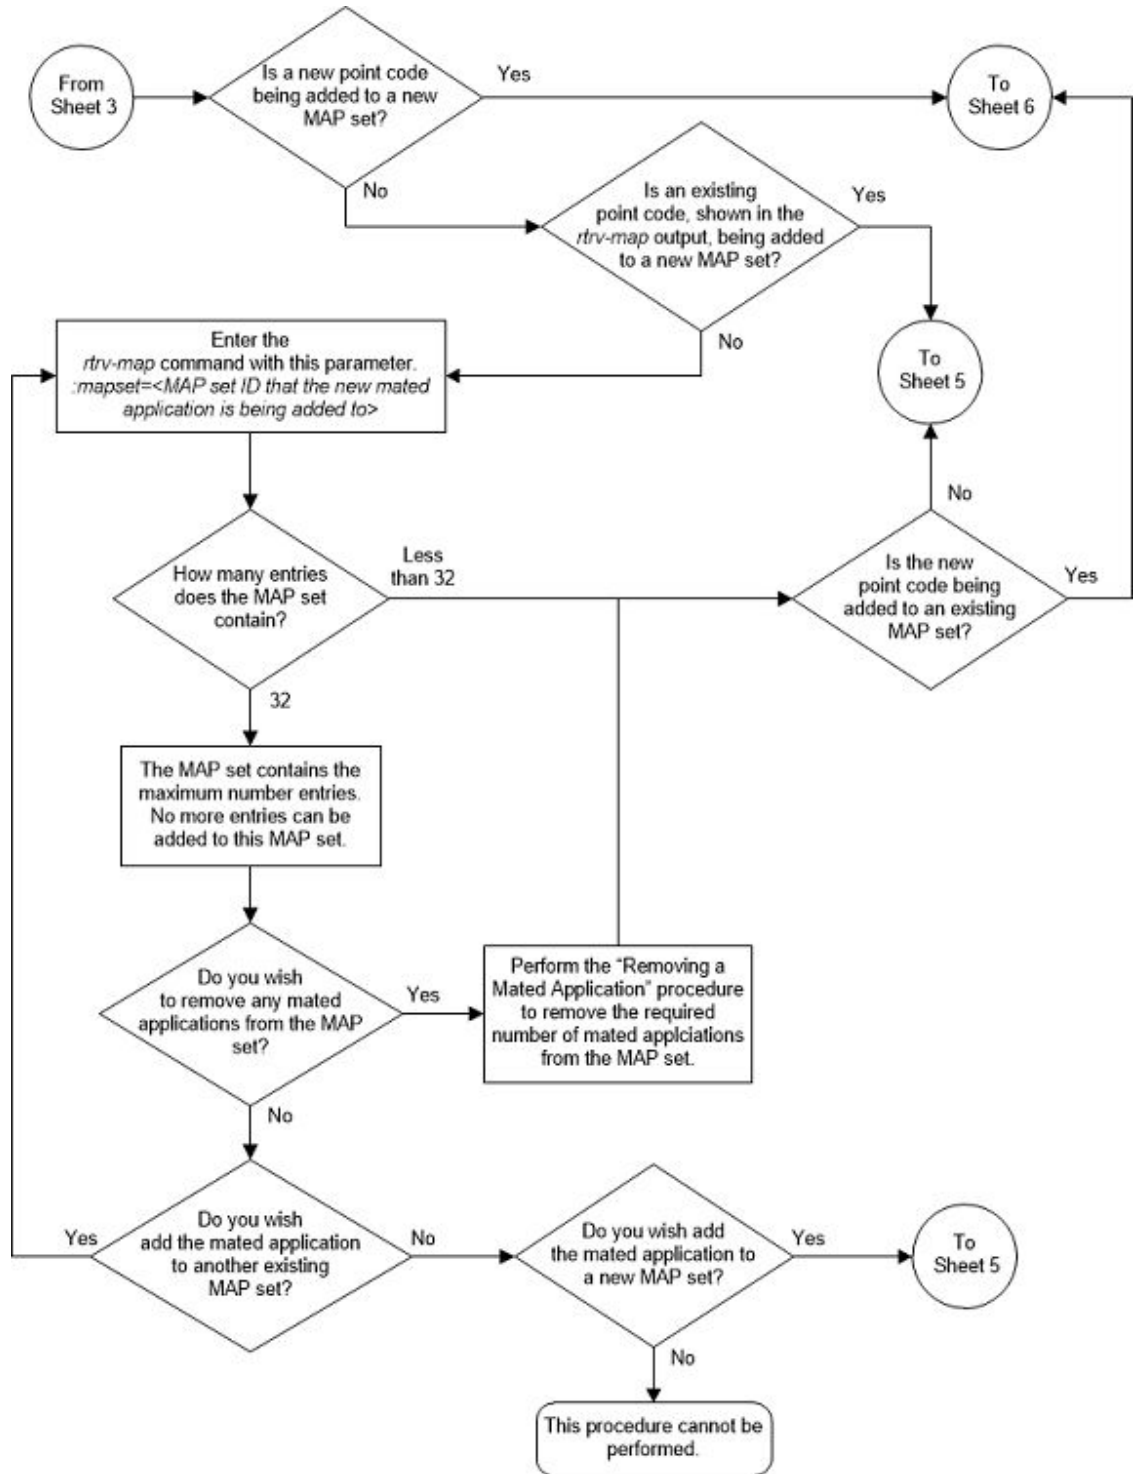 From
Sheet 3
Is a new point code
being added to a new
MAP set?
Yes
To
Sheet 6
No
Is an existing
point code, shown in the
rtrv-map output, being added
to a new MAP set?
Yes
No
To
Sheet 5
Enter the
rtrv-map command with this parameter.
:mapset=<MAP set ID that the new mated
application is being added to>
How many entries
does the MAP set
contain?
Less
than 32
No
Is the new
point code being
added to an existing
MAP set?
Yes
32
The MAP set contains the
maximum number entries.
No more entries can be
added to this MAP set.
Do you wish
to remove any mated
applications from the MAP
set?
Yes
Perform the “Removing a
Mated Application” procedure
to remove the required
number of mated applciations
from the MAP set.
No
Yes
Do you wish
add the mated application
to another existing
MAP set?
No
Do you wish add
the mated application to
a new MAP set?
Yes
To
Sheet 5
No
This procedure cannot be
performed.